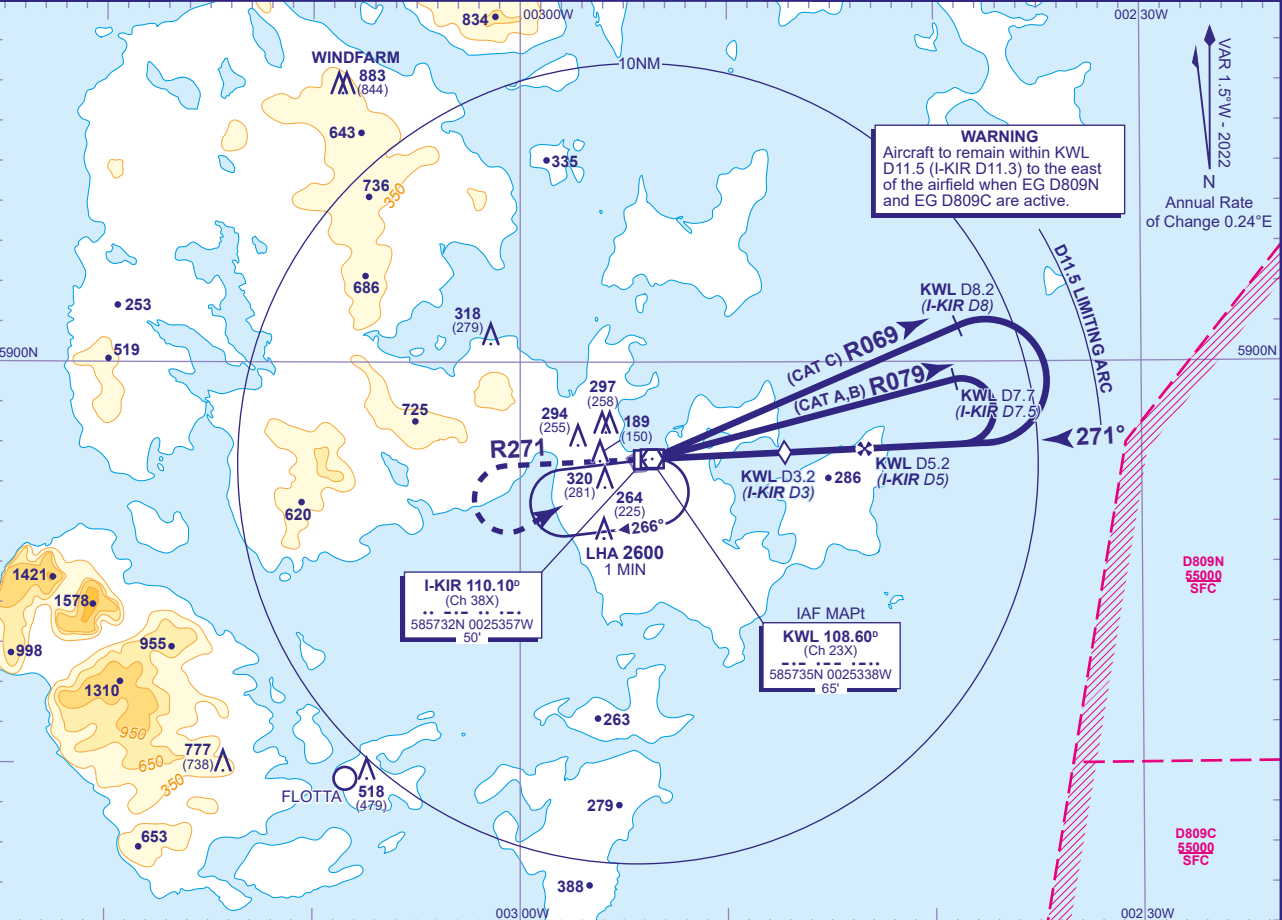 834
00300W
00230W
WINDFARM
883
(844)
10NM
643
335
736
350
686
253
519
318
(279)
5900N
5900N
VAR 1.5°W - 2022
N
Annual Rate
of Change 0.24°E
WARNING
Aircraft to remain within KWL
D11.5 (I-KIR D11.3) to the east
of the airfield when EG D809N
and EG D809C are active.
D11.5 LIMITING ARC
KWL D8.2
(I-KIR D8)
(CAT C) R069
(CAT A,B) R079
KWL D7.7
(I-KIR D7.5)
271°
725
297
(258)
294
(255)
189
(150)
R271
320
(281)
264
(225)
266°
LHA 2600
1 MIN
KWL D3.2
(I-KIR D3)
286
KWL D5.2
(I-KIR D5)
620
I-KIR 110.10ᴰ
(Ch 38X)
·· -·- ·· ·-·
585732N 0025357W
50'
IAF MAPt
KWL 108.60ᴰ
(Ch 23X)
-·- ·-- ·-··
585735N 0025338W
65'
D809N
55000
SFC
1421
1578
998
955
1310
950
650
350
777
(738)
263
FLOTTA
518
(479)
279
653
388
D809C
55000
SFC
00300W
00230W